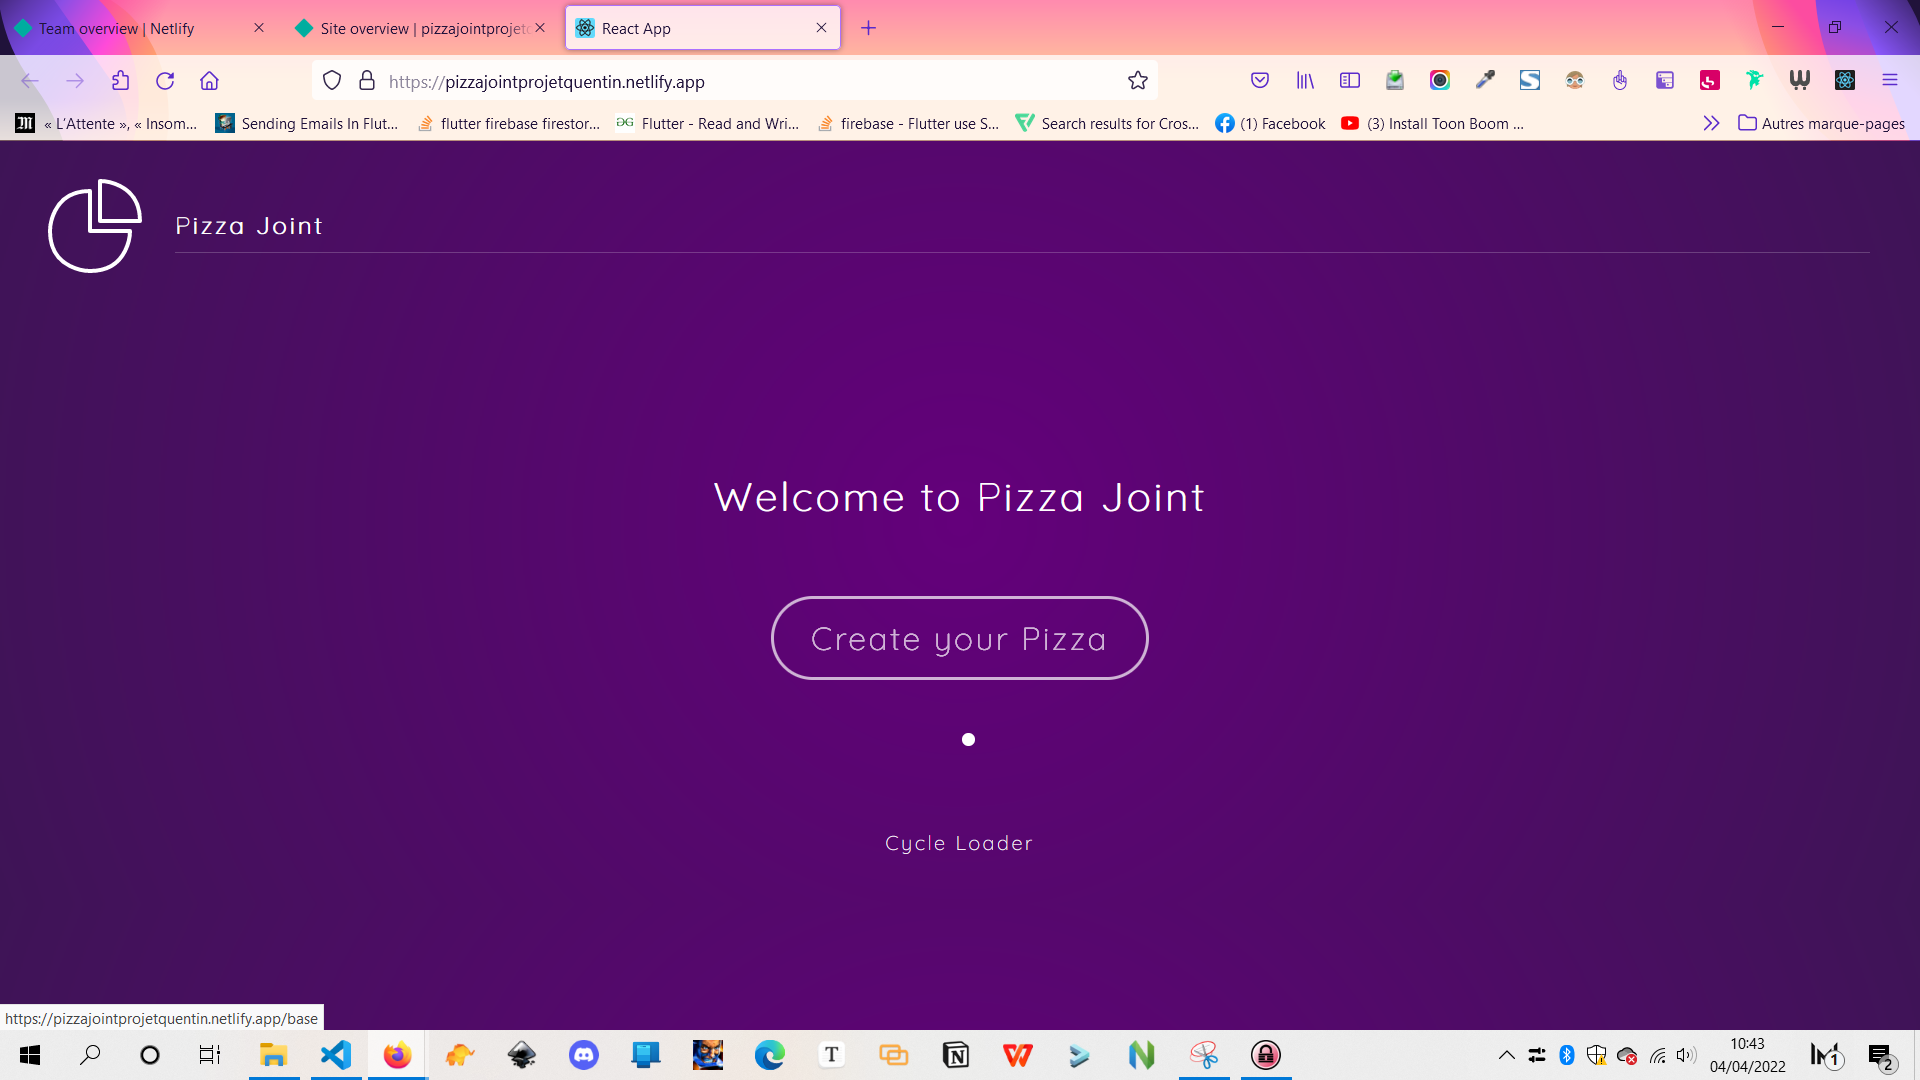 Team overview | Netlify
Site overview | pizzajointprojet
React App
https://pizzajointprojetquentin.netlify.app
« L'Attente », « Insom...
Sending Emails In Flut...
flutter firebase firestor...
Flutter - Read and Wri...
firebase - Flutter use S...
Search results for Cros...
(1) Facebook
(3) Install Toon Boom ...
Autres marque-pages
Pizza Joint
Welcome to Pizza Joint
Create your Pizza
Cycle Loader
https://pizzajointprojetquentin.netlify.app/base
10:43
04/04/2022
1
2